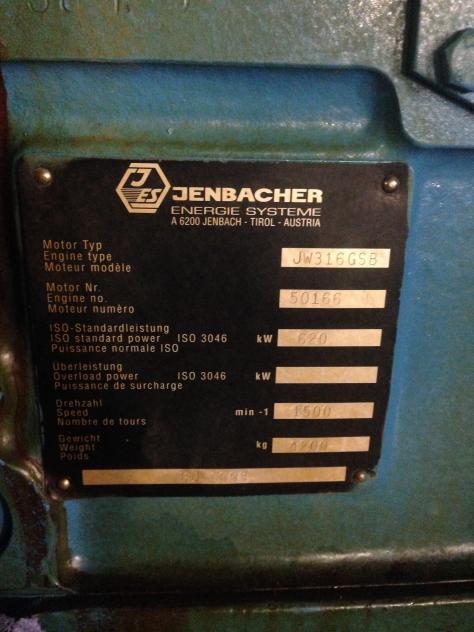 JES JENBACHER
ENERGIE SYSTEME
A 6200 JENBACH - TIROL - AUSTRIA
Motor Typ
Engine type JW316GSB
Moteur modèle
Motor Nr.
Engine no. 50166
Moteur numèro
ISO-Standardleistung
ISO standard power ISO 3046 kW 620
Puissance normale ISO
Überleistung
Overload power ISO 3046 kW
Puissance de surcharge
Drehzahl
Speed min -1 1500
Nombre de tours
Gewicht
Weight kg 4200
Poids